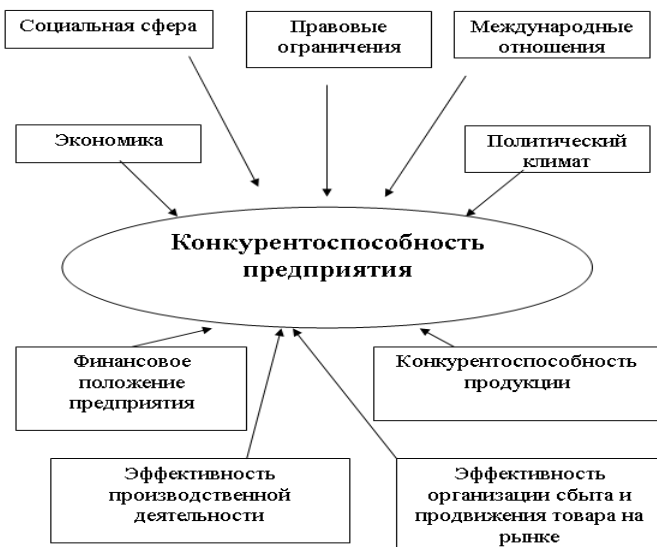 Социальная сфера
Правовые
ограничения
Международные
отношения
Экономика
Политический
климат
Конкурентоспособность
предприятия
Финансовое
положение
предприятия
Конкурентоспособность
продукции
Эффективность
производственной
деятельности
Эффективность
организации сбыта и
продвижения товара на
рынке